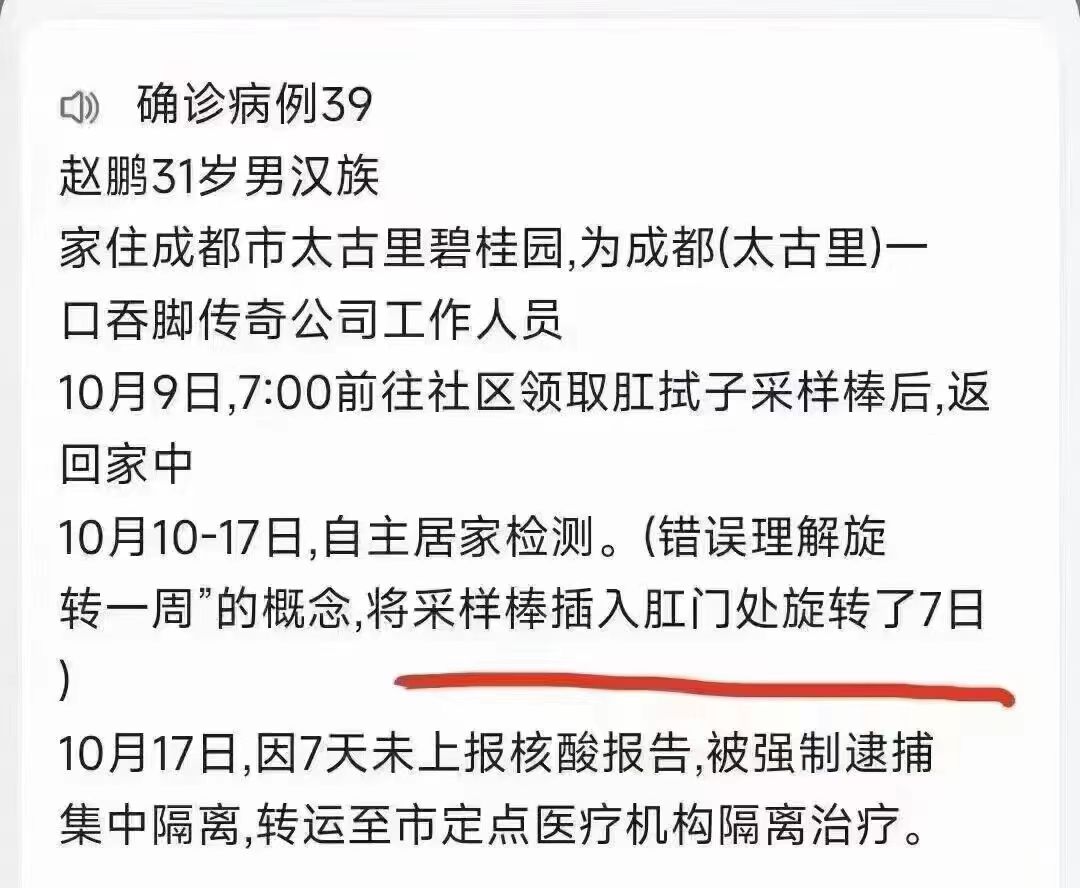 确诊病例39
赵鹏31岁男汉族
家住成都市太古里碧桂园,为成都(太古里)一
口吞脚传奇公司工作人员
10月9日,7:00前往社区领取肛拭子采样棒后,返
回家中
10月10-17日,自主居家检测。(错误理解旋
转一周”的概念,将采样棒插入肛门处旋转了7日
)
10月17日,因7天未上报核酸报告,被强制逮捕
集中隔离,转运至市定点医疗机构隔离治疗。